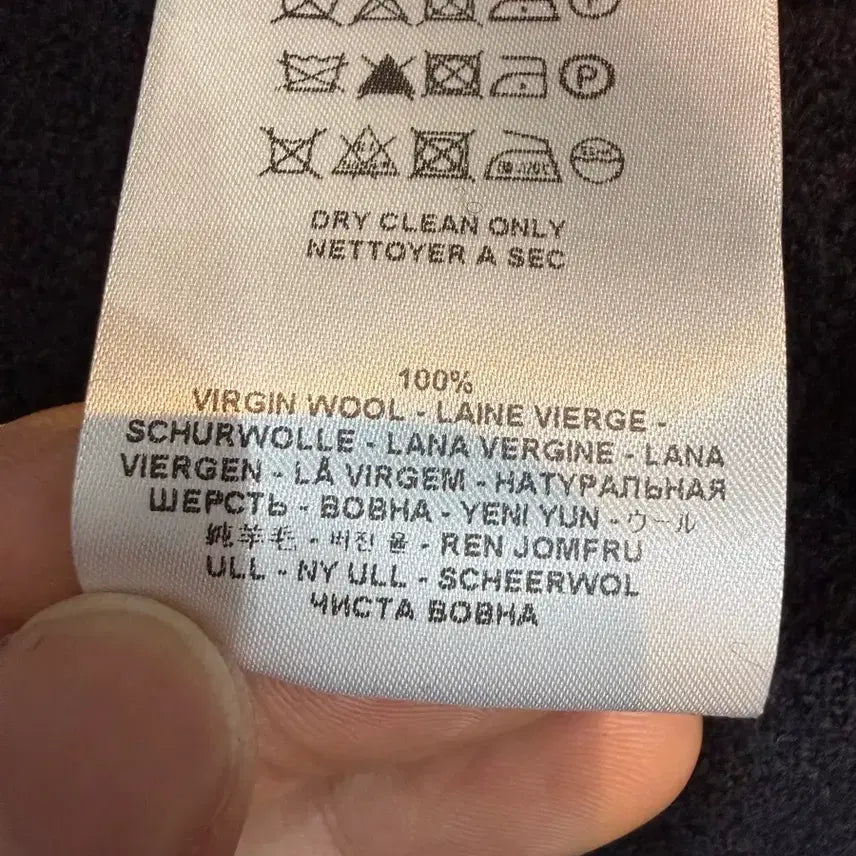 P
DRY CLEAN ONLY
NETTOYER A SEC
100%
VIRGIN WOOL - LAINE VIERGE -
SCHURWOLLE - LANA VERGINE - LANA
VIERGEN - LÃ VIRGEM - НАТУРАЛЬНАЯ
ШЕРСТЬ - ВОВНА - YENI YUN - ウール
純羊毛 - 버진 울 - REN JOMFRU
ULL - NY ULL - SCHEERWOL
ЧИСТА ВОВНА